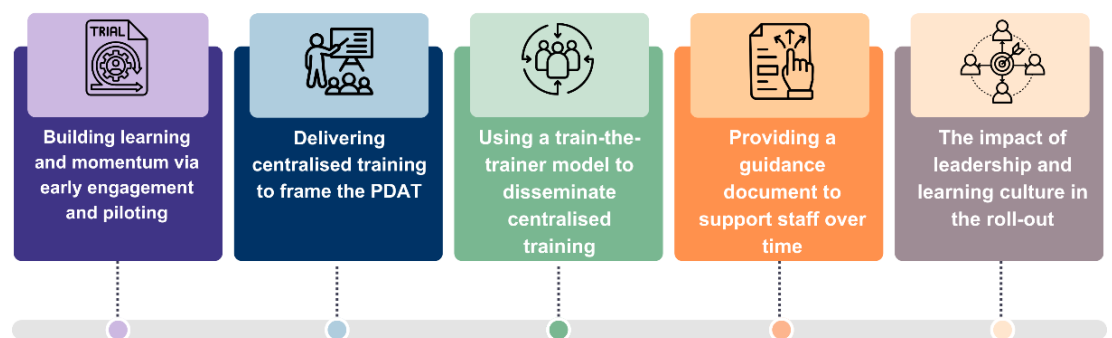 TRIAL
Building learning
and momentum via
early engagement
and piloting
Delivering
centralised training
to frame the PDAT
Using a train-the-
trainer model to
disseminate
centralised
training
Providing a
guidance
document to
support staff over
time
The impact of
leadership and
learning culture in
the roll-out